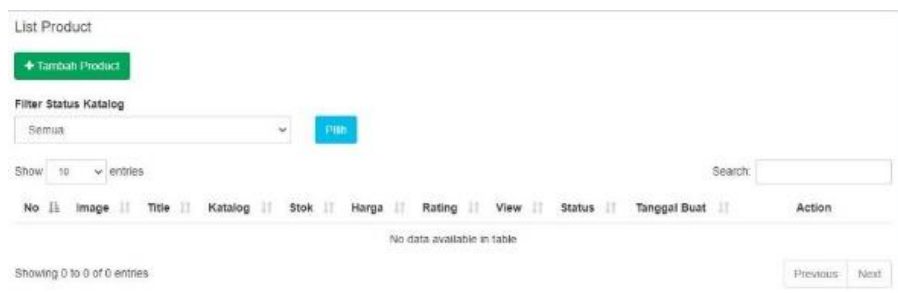 List Product
+ Tambah Product
Filter Status Katalog
Semua
Pilih
Show 10 entries
Search:
No Image Title Katalog Stok Harga Rating View Status Tanggal Buat Action
No data available in table
Showing 0 to 0 of 0 entries
Previous Next